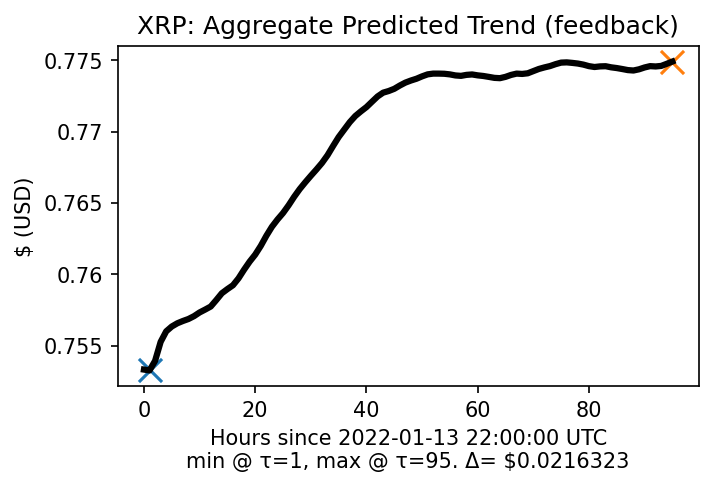 XRP: Aggregate Predicted Trend (feedback)
0.775
0.77
0.765
0.76
0.755
$ (USD)
0 20 40 60 80
Hours since 2022-01-13 22:00:00 UTC
min @ τ=1, max @ τ=95. Δ= $0.0216323